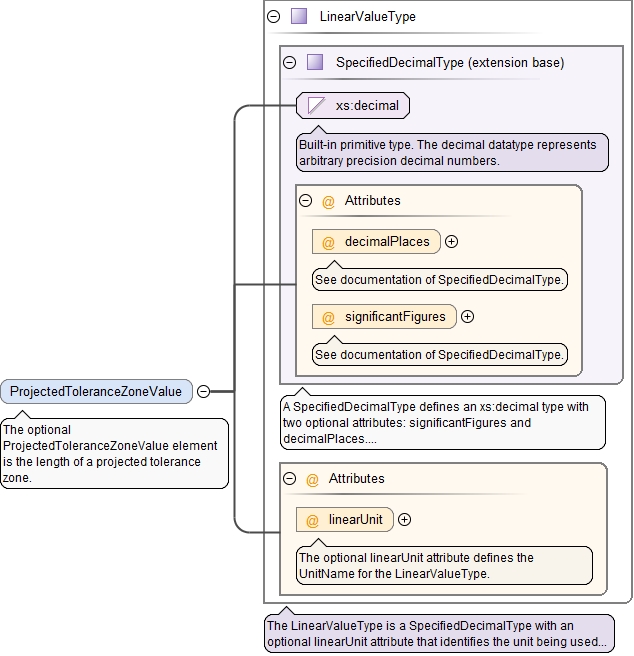 LinearValueType
SpecifiedDecimalType (extension base)
xs:decimal
Built-in primitive type. The decimal datatype represents
arbitrary precision decimal numbers.
@ Attributes
@ decimalPlaces
See documentation of SpecifiedDecimalType.
@ significantFigures
See documentation of SpecifiedDecimalType.
ProjectedToleranceZoneValue
The optional
ProjectedToleranceZoneValue element
is the length of a projected tolerance
zone.
A SpecifiedDecimalType defines an xs:decimal type with
two optional attributes: significantFigures and
decimalPlaces....
@ Attributes
@ linearUnit
The optional linearUnit attribute defines the
UnitName for the LinearValueType.
The LinearValueType is a SpecifiedDecimalType with an
optional linearUnit attribute that identifies the unit being used...